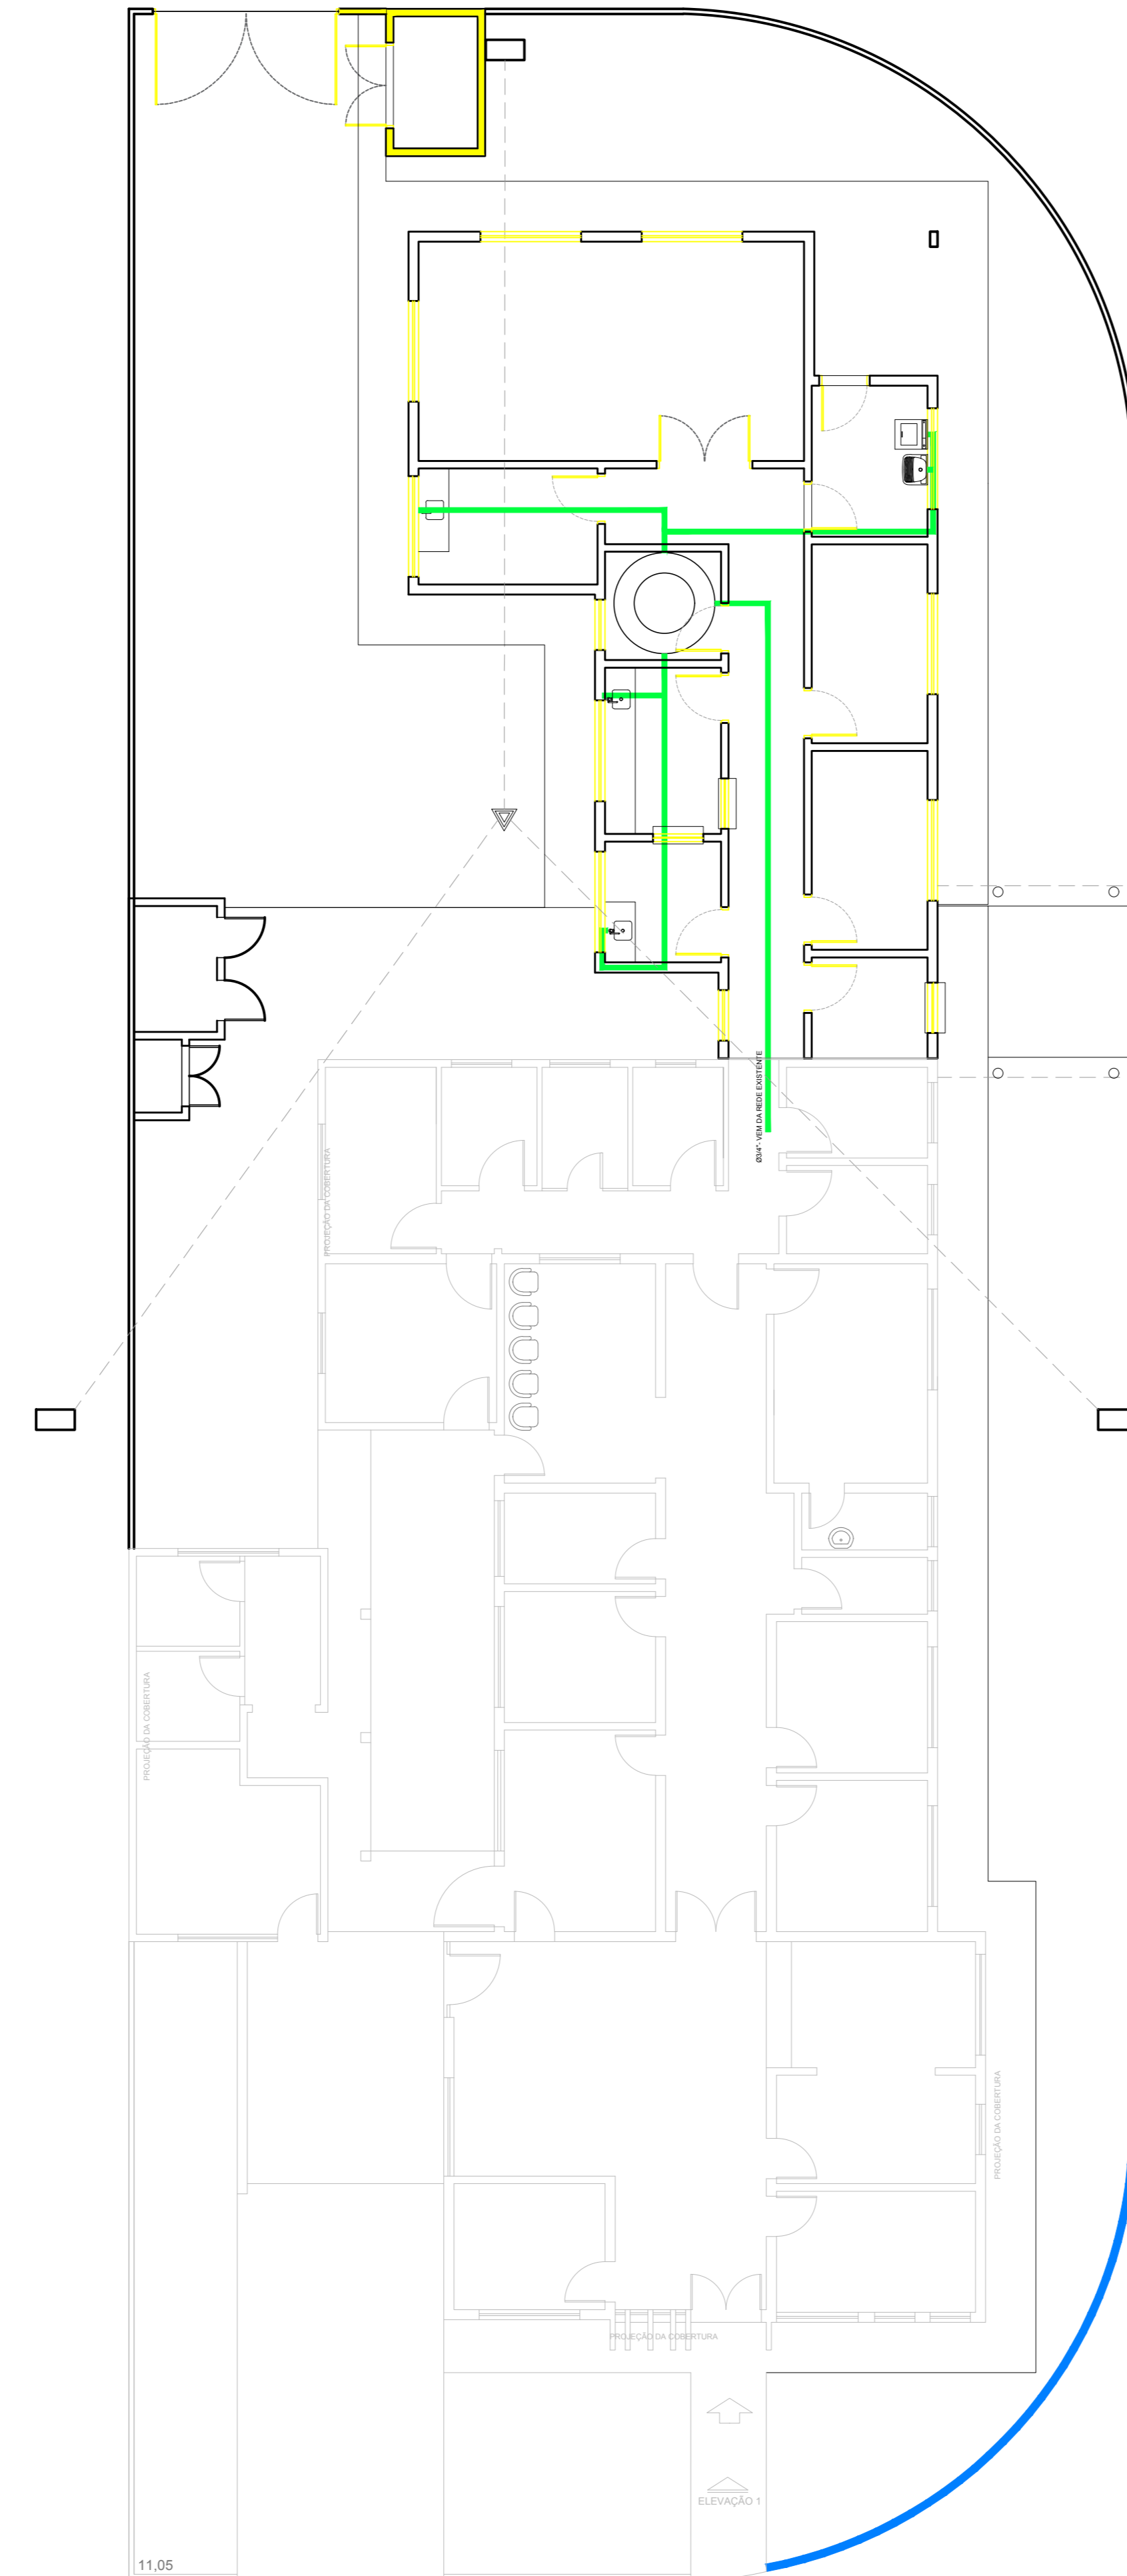 Ø3/4"- VEM DA REDE EXISTENTE
PROJEÇÃO DA COBERTURA
PROJEÇÃO DA COBERTURA
PROJEÇÃO DA COBERTURA
PROJEÇÃO DA COBERTURA
ELEVAÇÃO 1
11,05